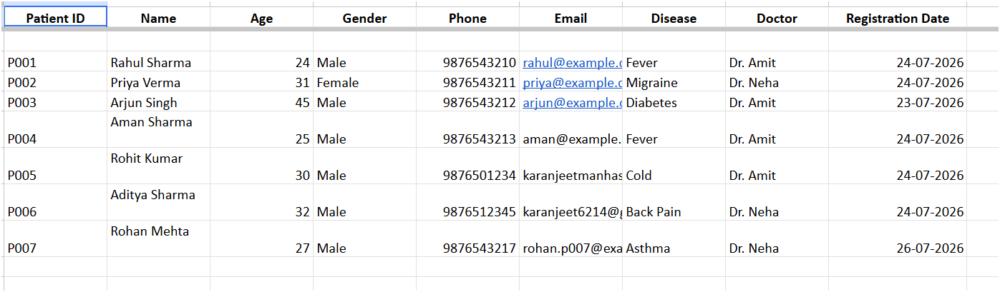 Patient ID Name Age Gender Phone Email Disease Doctor Registration Date
P001 Rahul Sharma 24 Male 9876543210 rahul@example. Fever Dr. Amit 24-07-2026
P002 Priya Verma 31 Female 9876543211 priya@example. Migraine Dr. Neha 24-07-2026
P003 Arjun Singh 45 Male 9876543212 arjun@example. Diabetes Dr. Amit 23-07-2026
P004 Aman Sharma 25 Male 9876543213 aman@example. Fever Dr. Amit 24-07-2026
P005 Rohit Kumar 30 Male 9876501234 karanjeetmanhas Cold Dr. Amit 24-07-2026
P006 Aditya Sharma 32 Male 9876512345 karanjeet6214@ Back Pain Dr. Neha 24-07-2026
P007 Rohan Mehta 27 Male 9876543217 rohan.p007@exa Asthma Dr. Neha 26-07-2026